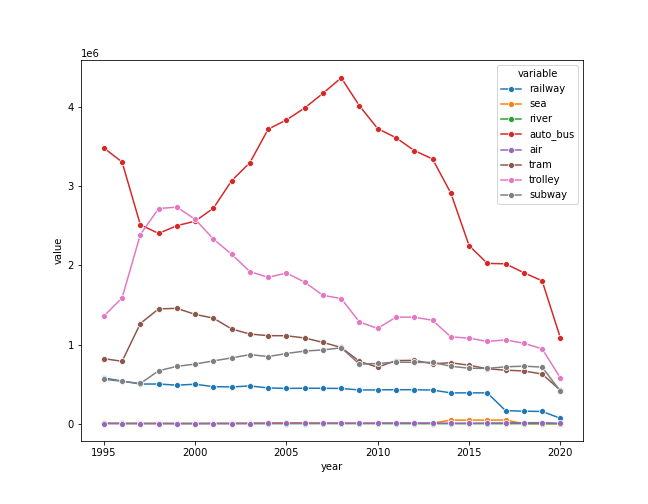 1e6
variable
railway
sea
river
auto_bus
air
tram
trolley
subway
4
3
2
1
0
value
1995 2000 2005 2010 2015 2020
year